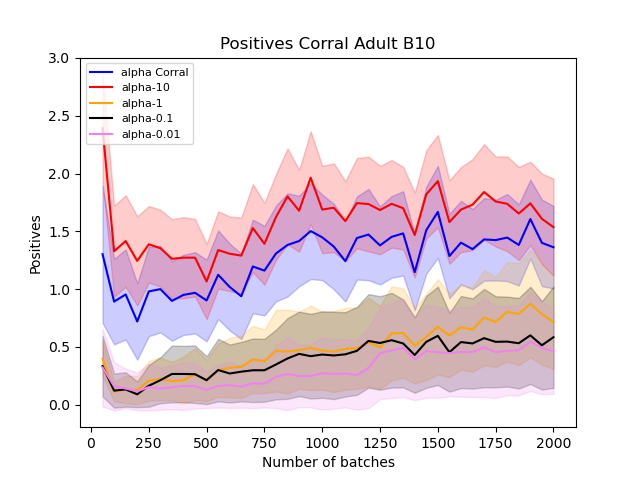 Positives Corral Adult B10
alpha Corral
alpha-10
alpha-1
alpha-0.1
alpha-0.01
Positives
3.0
2.5
2.0
1.5
1.0
0.5
0.0
0 250 500 750 1000 1250 1500 1750 2000
Number of batches